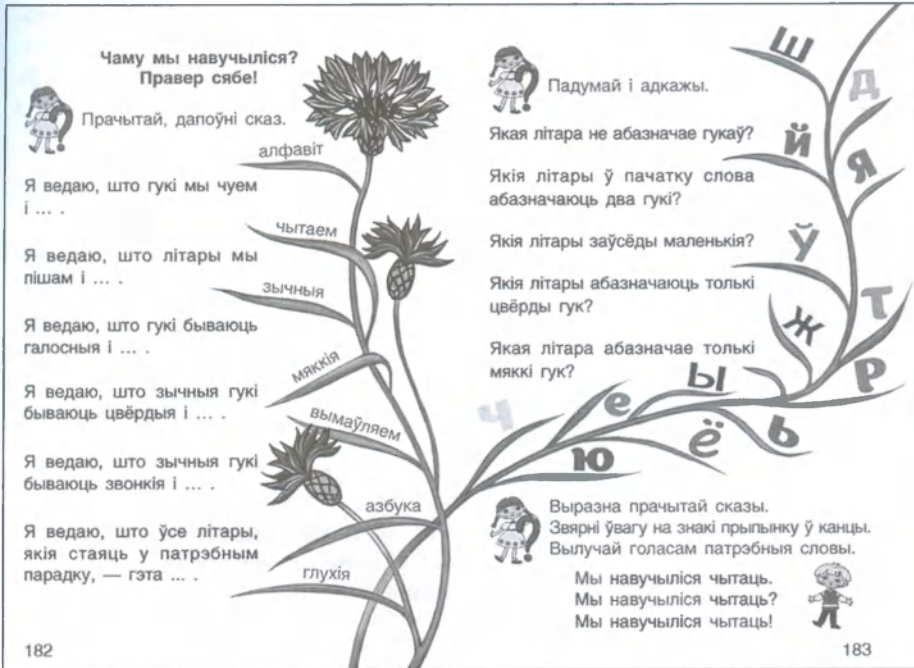 Чаму мы навучыліся?
Правер сябе!
Прачытай, дапоўні сказ.
Я ведаю, што гукі мы чуем
і ... .
Я ведаю, што літары мы
пішам і ... .
Я ведаю, што гукі бываюць
галосныя і ... .
Я ведаю, што зычныя гукі
бываюць цвёрдыя і ... .
Я ведаю, што зычныя гукі
бываюць звонкія і ... .
Я ведаю, што ўсе літары,
якія стаяць у патрэбным
парадку, — гэта ... .
алфавіт
чытаем
зычныя
мяккія
вымаўляем
азбука
глухія
182
Падумай і адкажы.
Якая літара не абазначае гукаў?
Якія літары ў пачатку слова
абазначаюць два гукі?
Якія літары заўсёды маленькія?
Якія літары абазначаюць толькі
цвёрды гук?
Якая літара абазначае толькі
мяккі гук?
Ш
Д
Й
Я
Ў
Т
Ж
Р
Ы
е
Ч
ё
Ь
ю
Выразна прачытай сказы.
Звярні ўвагу на знакі прыпынку ў канцы.
Вылучай голасам патрэбныя словы.
Мы навучыліся чытаць.
Мы навучыліся чытаць?
Мы навучыліся чытаць!
183